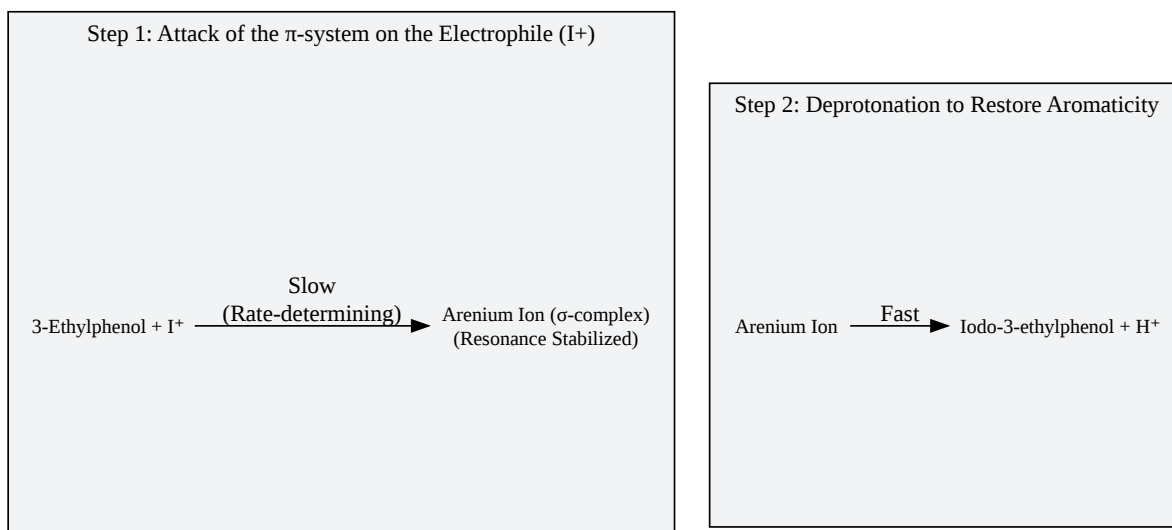 Step 1: Attack of the π-system on the Electrophile (I+)
Slow
(Rate-determining)
3-Ethylphenol + I⁺
Arenium Ion (σ-complex)
(Resonance Stabilized)
Step 2: Deprotonation to Restore Aromaticity
Arenium Ion
Fast
Iodo-3-ethylphenol + H⁺